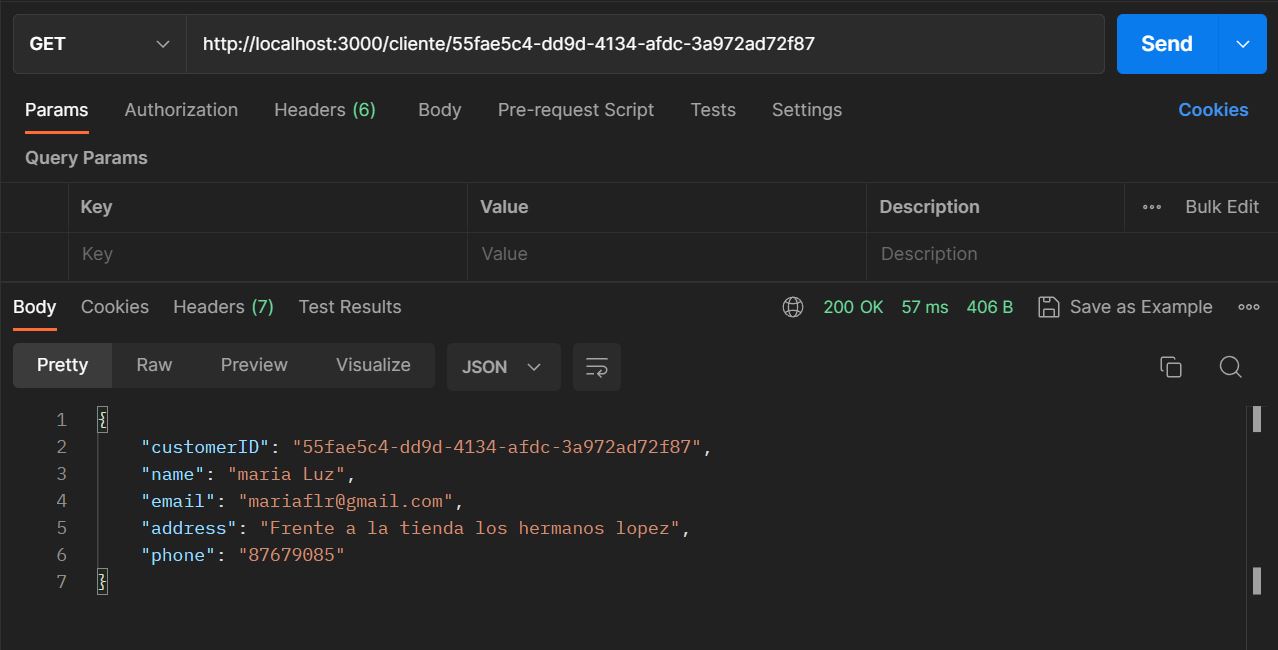 GET http://localhost:3000/cliente/55fae5c4-dd9d-4134-afdc-3a972ad72f87 Send
Params Authorization Headers (6) Body Pre-request Script Tests Settings Cookies
Query Params
Key Value Description ••• Bulk Edit
Key Value Description
Body Cookies Headers (7) Test Results 200 OK 57 ms 406 B Save as Example •••
Pretty Raw Preview Visualize JSON
1 {
2 "customerID": "55fae5c4-dd9d-4134-afdc-3a972ad72f87",
3 "name": "maria Luz",
4 "email": "mariaflr@gmail.com",
5 "address": "Frente a la tienda los hermanos lopez",
6 "phone": "87679085"
7 }